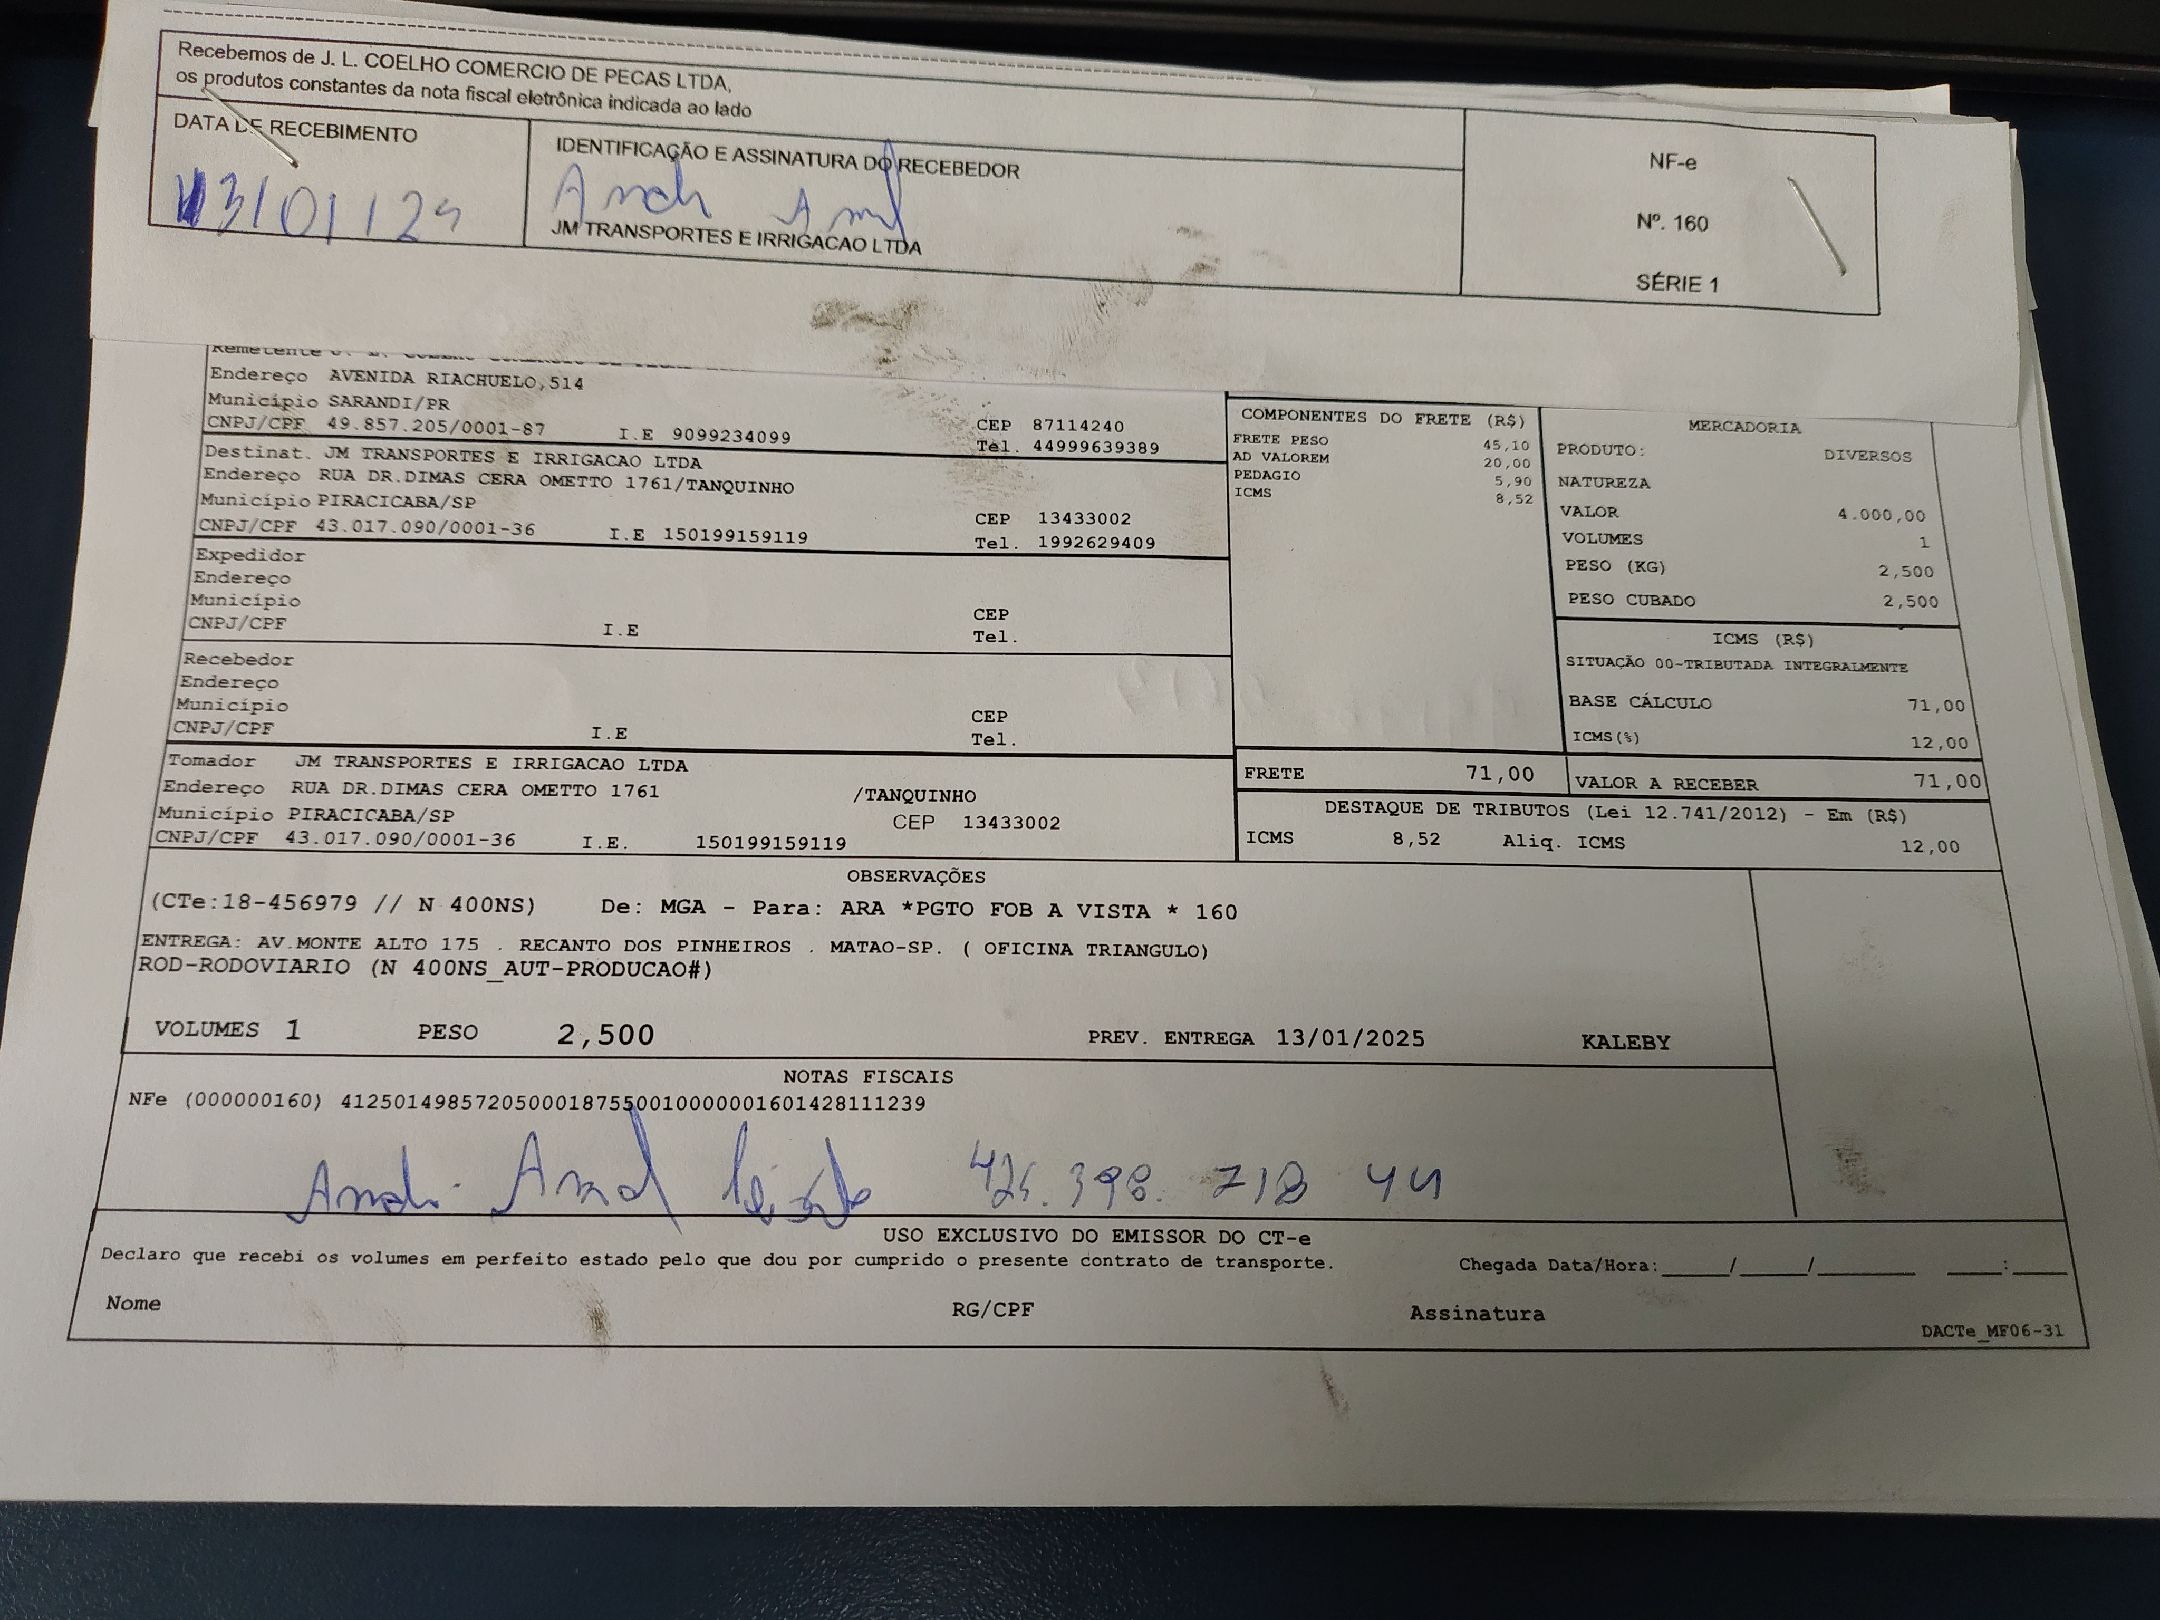 Recebemos de J. L. COELHO COMERCIO DE PECAS LTDA,
os produtos constantes da nota fiscal eletrônica indicada ao lado
DATA DE RECEBIMENTO
IDENTIFICAÇÃO E ASSINATURA DO RECEBEDOR
13/01/25
JM TRANSPORTES E IRRIGACAO LTDA
NF-e
Nº. 160
SÉRIE 1
Remetente J. L.
Endereço AVENIDA RIACHUELO,514
Município SARANDI/PR
CNPJ/CPF 49.857.205/0001-87 I.E 9099234099
CEP 87114240
Tel. 44999639389
Destinat. JM TRANSPORTES E IRRIGACAO LTDA
Endereço RUA DR.DIMAS CERA OMETTO 1761/TANQUINHO
Município PIRACICABA/SP
CNPJ/CPF 43.017.090/0001-36 I.E 150199159119
CEP 13433002
Tel. 1992629409
Expedidor
Endereço
Município
CNPJ/CPF I.E
CEP
Tel.
Recebedor
Endereço
Município
CNPJ/CPF I.E
CEP
Tel.
Tomador JM TRANSPORTES E IRRIGACAO LTDA
Endereço RUA DR.DIMAS CERA OMETTO 1761 /TANQUINHO
Município PIRACICABA/SP CEP 13433002
CNPJ/CPF 43.017.090/0001-36 I.E. 150199159119
COMPONENTES DO FRETE (R$)
FRETE PESO 45,10
AD VALOREM 20,00
PEDAGIO 5,90
ICMS 8,52
MERCADORIA
PRODUTO: DIVERSOS
NATUREZA
VALOR 4.000,00
VOLUMES 1
PESO (KG) 2,500
PESO CUBADO 2,500
ICMS (R$)
SITUAÇÃO 00-TRIBUTADA INTEGRALMENTE
BASE CÁLCULO 71,00
ICMS(%) 12,00
FRETE 71,00
VALOR A RECEBER 71,00
DESTAQUE DE TRIBUTOS (Lei 12.741/2012) - Em (R$)
ICMS 8,52 Aliq. ICMS 12,00
OBSERVAÇÕES
(CTe:18-456979 // N 400NS) De: MGA - Para: ARA *PGTO FOB A VISTA * 160
ENTREGA: AV.MONTE ALTO 175 . RECANTO DOS PINHEIROS . MATAO-SP. ( OFICINA TRIANGULO)
ROD-RODOVIARIO (N 400NS_AUT-PRODUCAO#)
VOLUMES 1 PESO 2,500 PREV. ENTREGA 13/01/2025 KALEBY
NOTAS FISCAIS
NFe (000000160) 41250149857205000187550010000001601428111239
398. 718 44
USO EXCLUSIVO DO EMISSOR DO CT-e
Declaro que recebi os volumes em perfeito estado pelo que dou por cumprido o presente contrato de transporte. Chegada Data/Hora:_____/_____/_______ ____:____
Nome RG/CPF Assinatura
DACTe_MF06-31